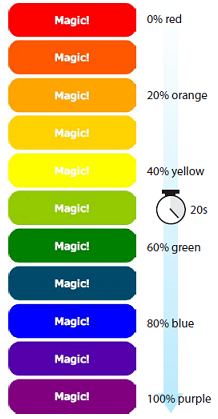 Magic! 0% red
Magic!
Magic! 20% orange
Magic!
Magic! 40% yellow
Magic! 20s
Magic! 60% green
Magic!
Magic! 80% blue
Magic!
Magic! 100% purple